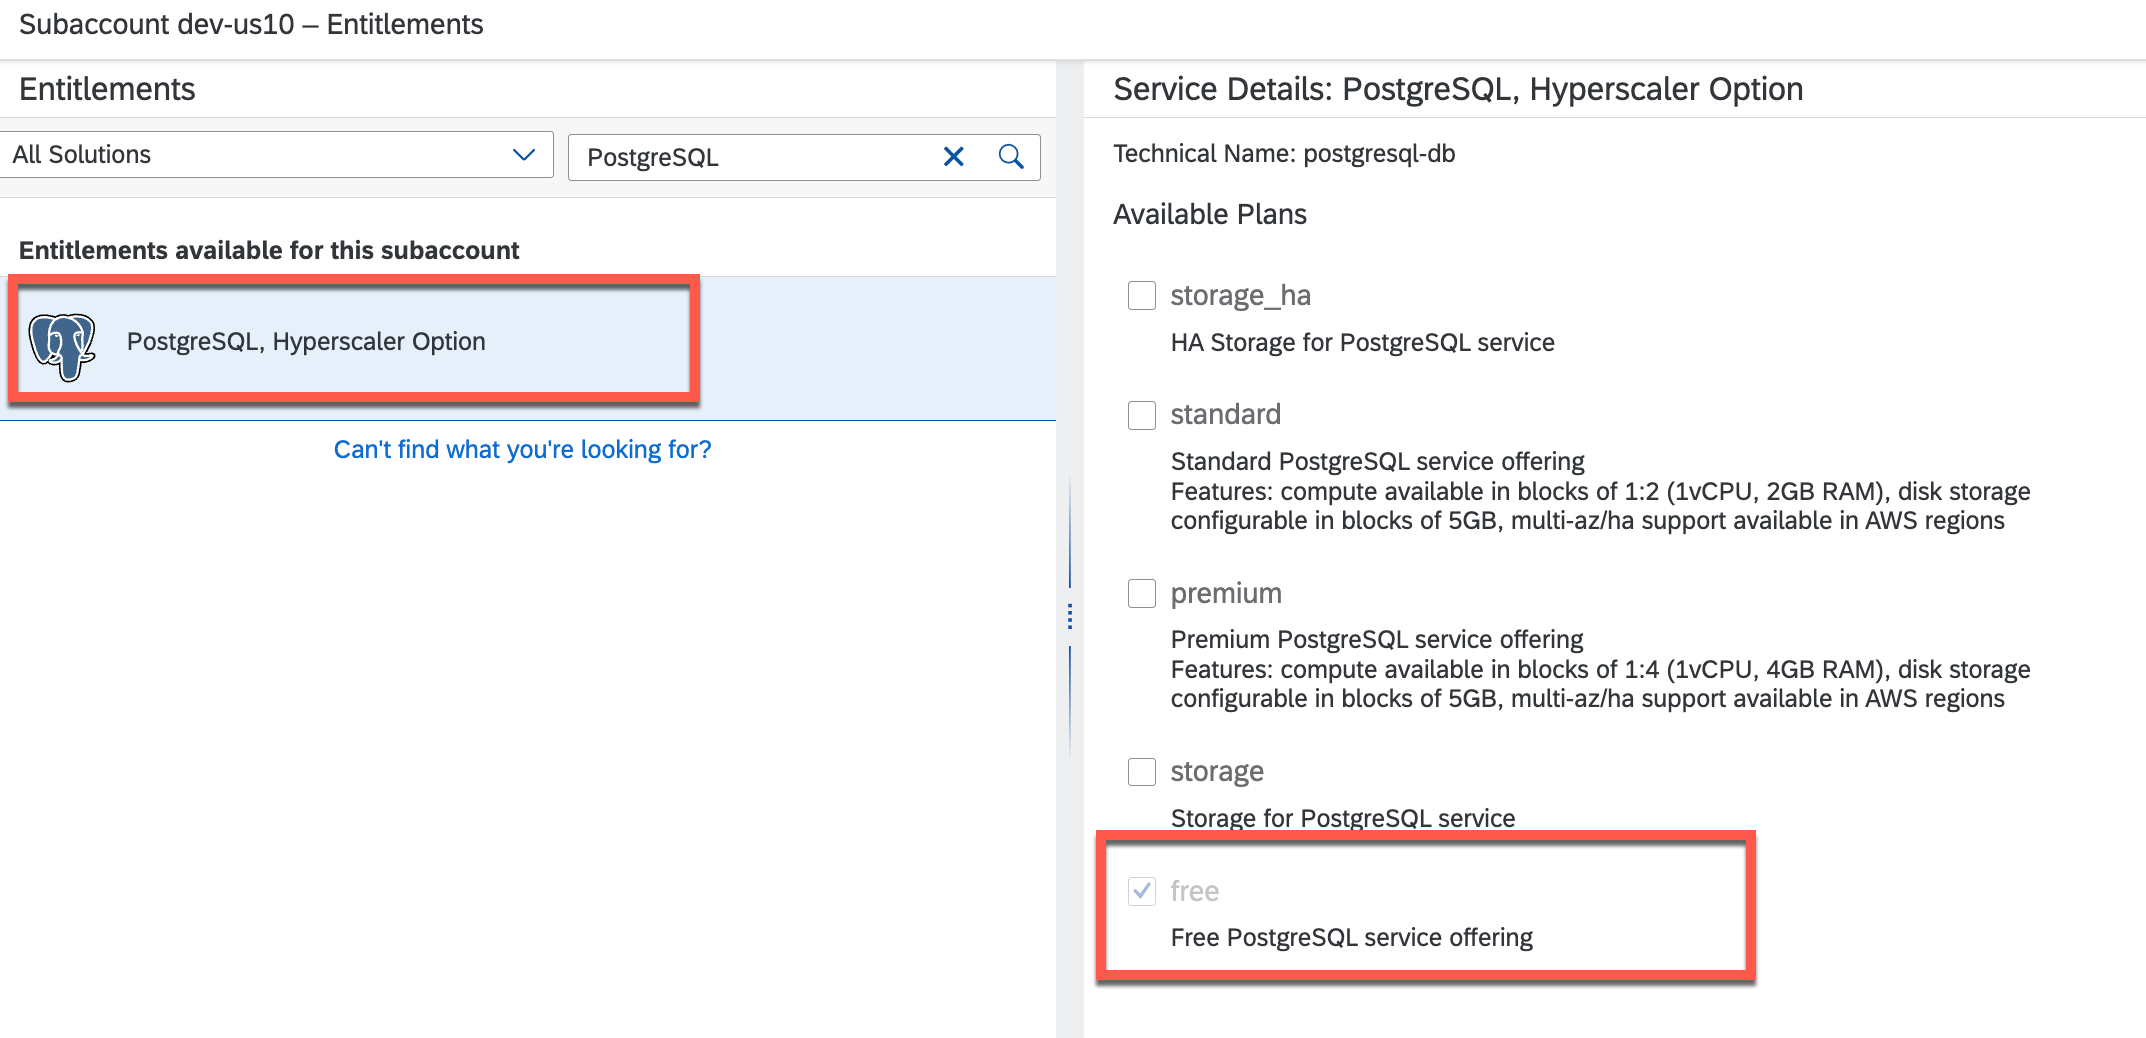 Subaccount dev-us10 – Entitlements
Entitlements
All Solutions
PostgreSQL
Entitlements available for this subaccount
PostgreSQL, Hyperscaler Option
Can't find what you're looking for?
Service Details: PostgreSQL, Hyperscaler Option
Technical Name: postgresql-db
Available Plans
storage_ha
HA Storage for PostgreSQL service
standard
Standard PostgreSQL service offering
Features: compute available in blocks of 1:2 (1vCPU, 2GB RAM), disk storage
configurable in blocks of 5GB, multi-az/ha support available in AWS regions
premium
Premium PostgreSQL service offering
Features: compute available in blocks of 1:4 (1vCPU, 4GB RAM), disk storage
configurable in blocks of 5GB, multi-az/ha support available in AWS regions
storage
Storage for PostgreSQL service
free
Free PostgreSQL service offering